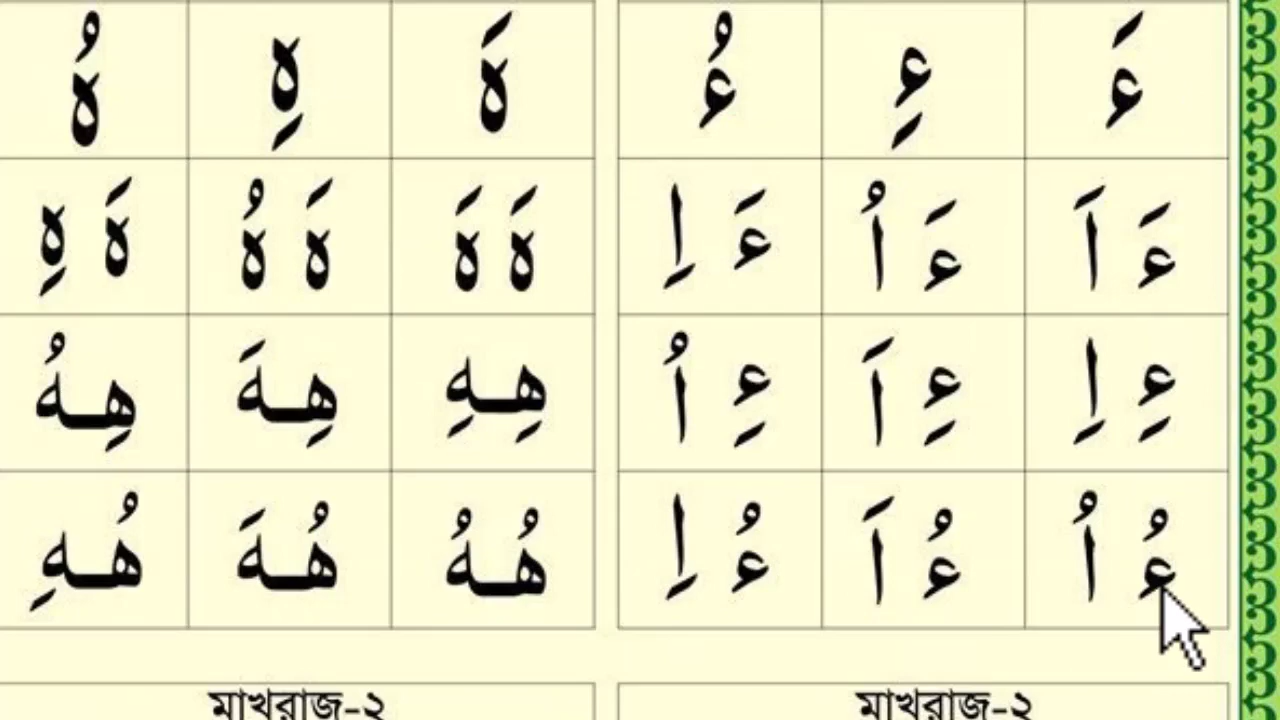 ءَ ءِ ءُ
ءَ اَ ءَ اُ ءَ اِ
ءِ اِ ءِ اَ ءِ اُ
ءُ اُ ءُ اَ ءُ اِ
هَ هِ هُ
هَ هَ هَ هُ هَ هِ
هِـهِ هِـهَ هِـهُ
هُـهُ هُـهَ هُـهِ
মাখরাজ-২
মাখরাজ-২